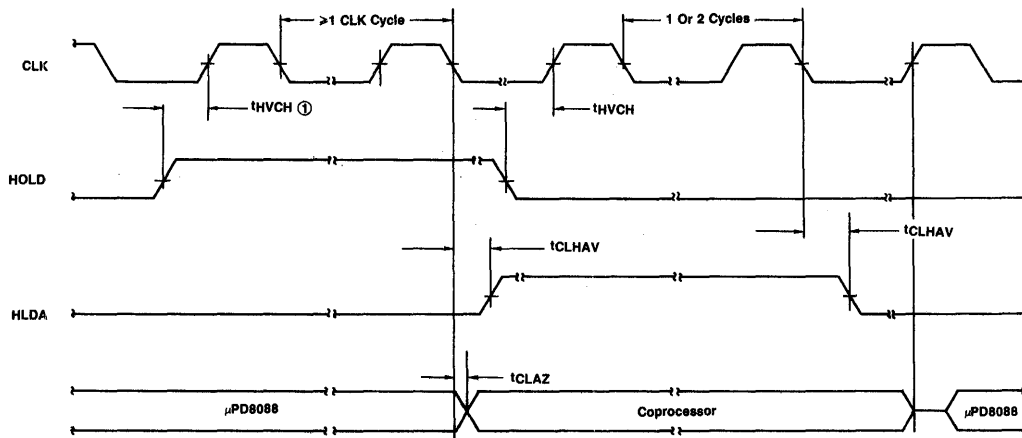 ≥1 CLK Cycle
1 Or 2 Cycles
CLK
tHVCH ①
tHVCH
HOLD
tCLHAV
tCLHAV
HLDA
tCLAZ
μPD8088
Coprocessor
μPD8088